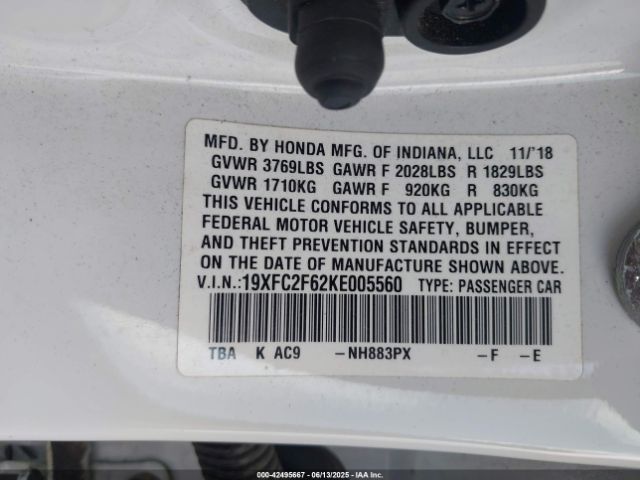 MFD. BY HONDA MFG. OF INDIANA, LLC 11/'18
GVWR 3769LBS GAWR F 2028LBS R 1829LBS
GVWR 1710KG GAWR F 920KG R 830KG
THIS VEHICLE CONFORMS TO ALL APPLICABLE
FEDERAL MOTOR VEHICLE SAFETY, BUMPER,
AND THEFT PREVENTION STANDARDS IN EFFECT
ON THE DATE OF MANUFACTURE SHOWN ABOVE.
V.I.N.:19XFC2F62KE005560 TYPE: PASSENGER CAR
TBA K AC9 –NH883PX –F –E
000-42495667 - 06/13/2025 - IAA Inc.